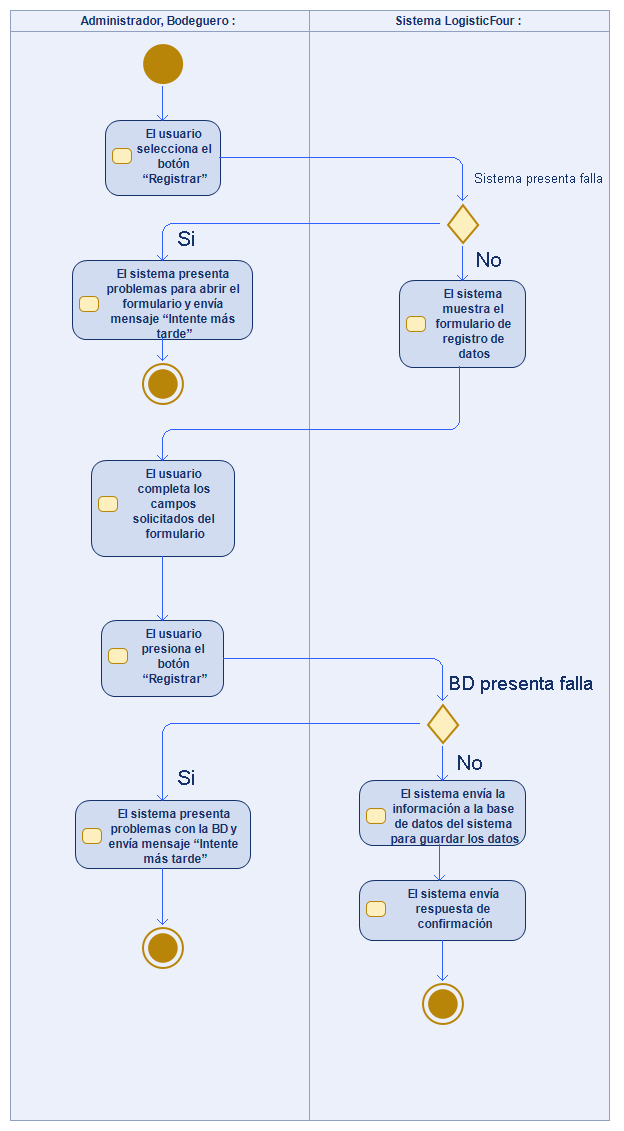 Administrador, Bodeguero :
Sistema LogisticFour :
El usuario
selecciona el
botón
“Registrar”
Sistema presenta falla
Si
No
El sistema presenta
problemas para abrir el
formulario y envía
mensaje “Intente más
tarde”
El sistema
muestra el
formulario de
registro de
datos
El usuario
completa los
campos
solicitados del
formulario
El usuario
presiona el
botón
“Registrar”
BD presenta falla
Si
No
El sistema presenta
problemas con la BD y
envía mensaje “Intente
más tarde”
El sistema envía la
información a la base
de datos del sistema
para guardar los datos
El sistema envía
respuesta de
confirmación